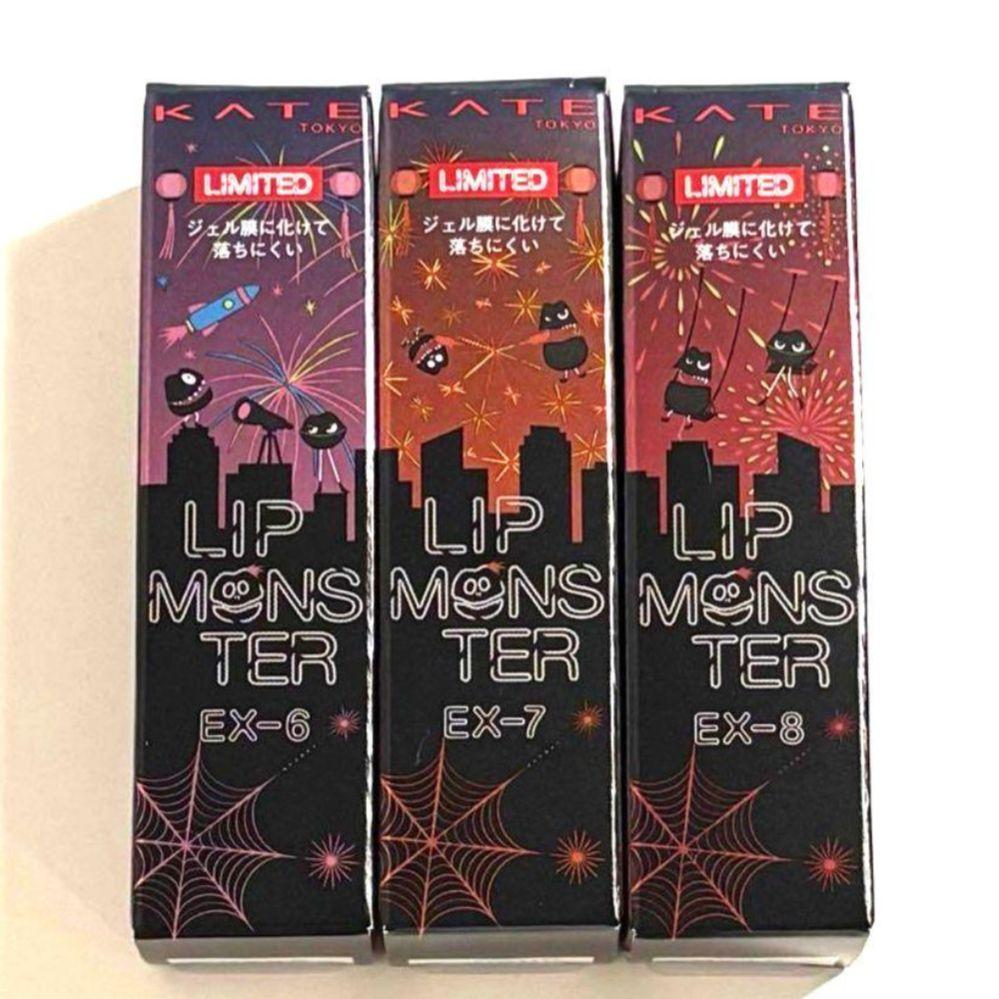 KATE
TOKYO
LIMITED
ジェル膜に化けて
落ちにくい
LIP
MONS
TER
EX-6
KATE
TOKYO
LIMITED
ジェル膜に化けて
落ちにくい
LIP
MONS
TER
EX-7
KATE
TOKYO
LIMITED
ジェル膜に化けて
落ちにくい
LIP
MONS
TER
EX-8